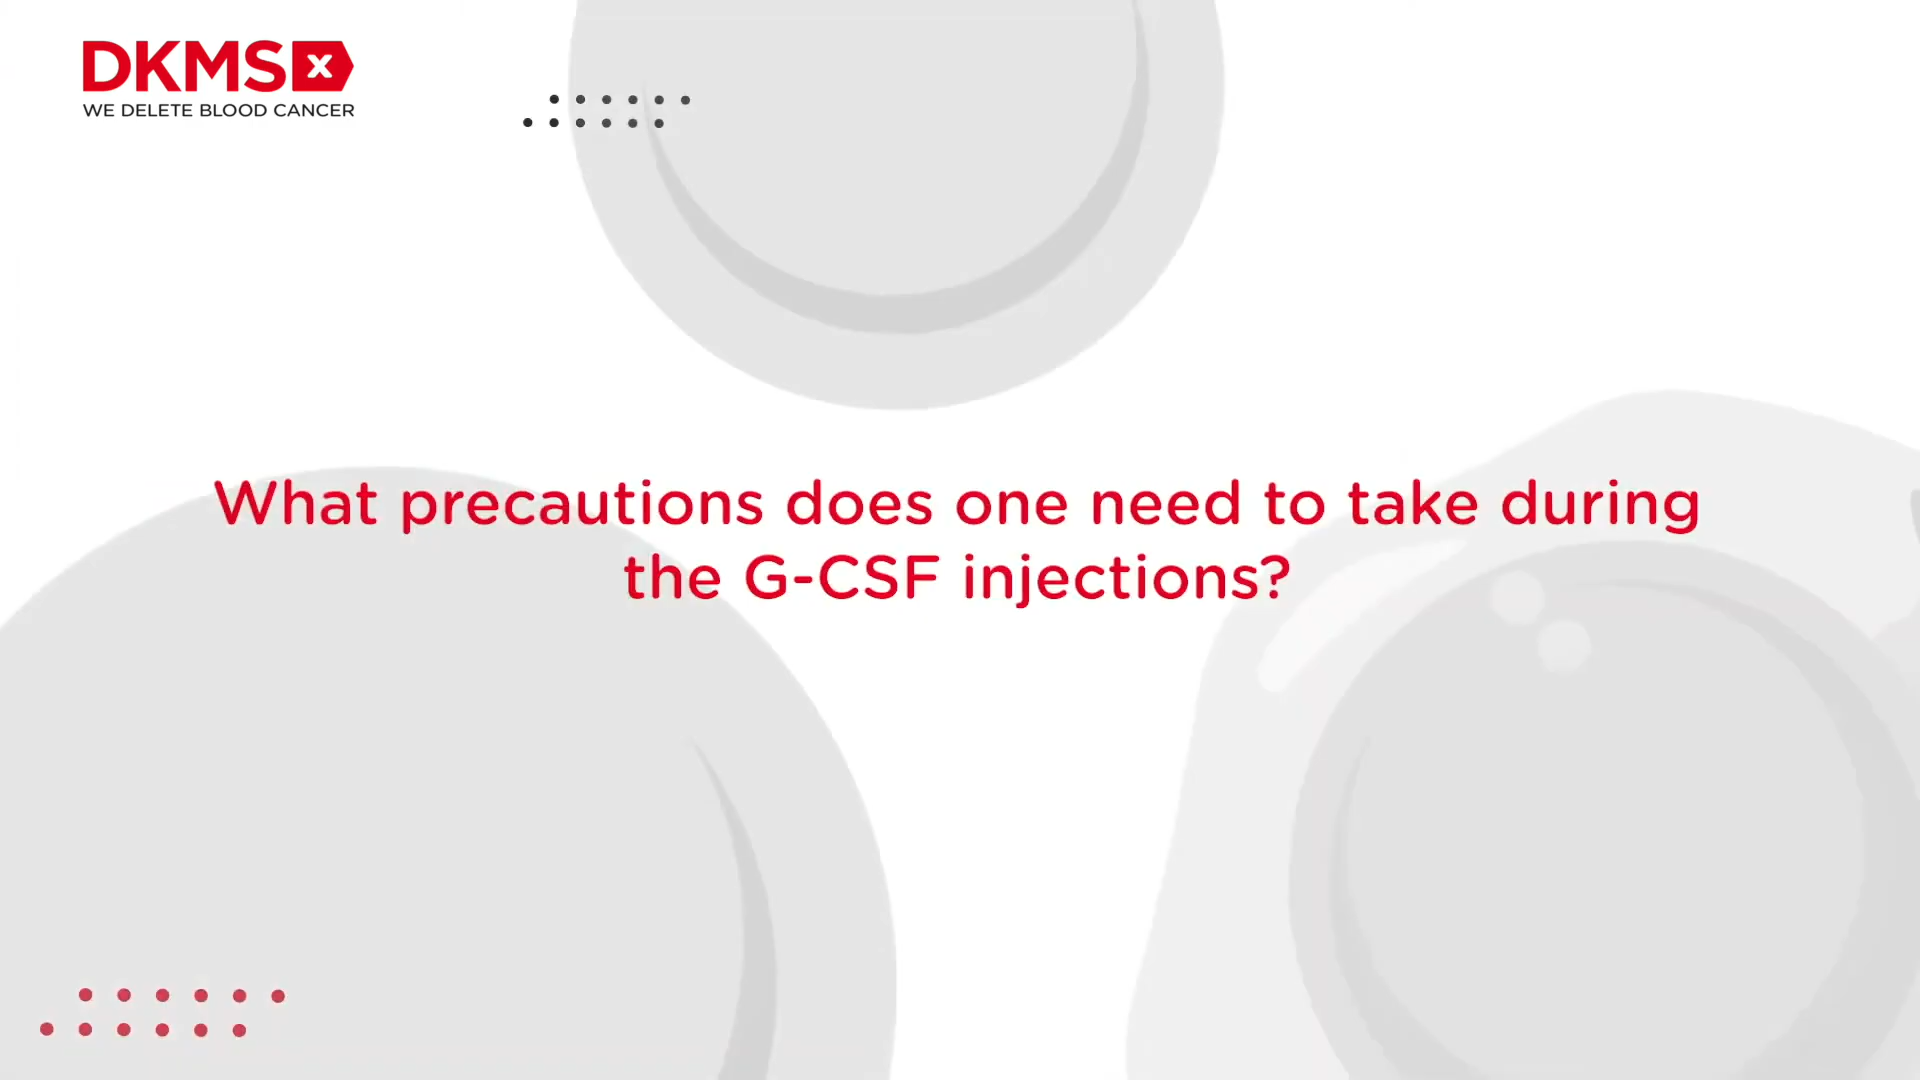 DKMS x
WE DELETE BLOOD CANCER
What precautions does one need to take during
the G-CSF injections?